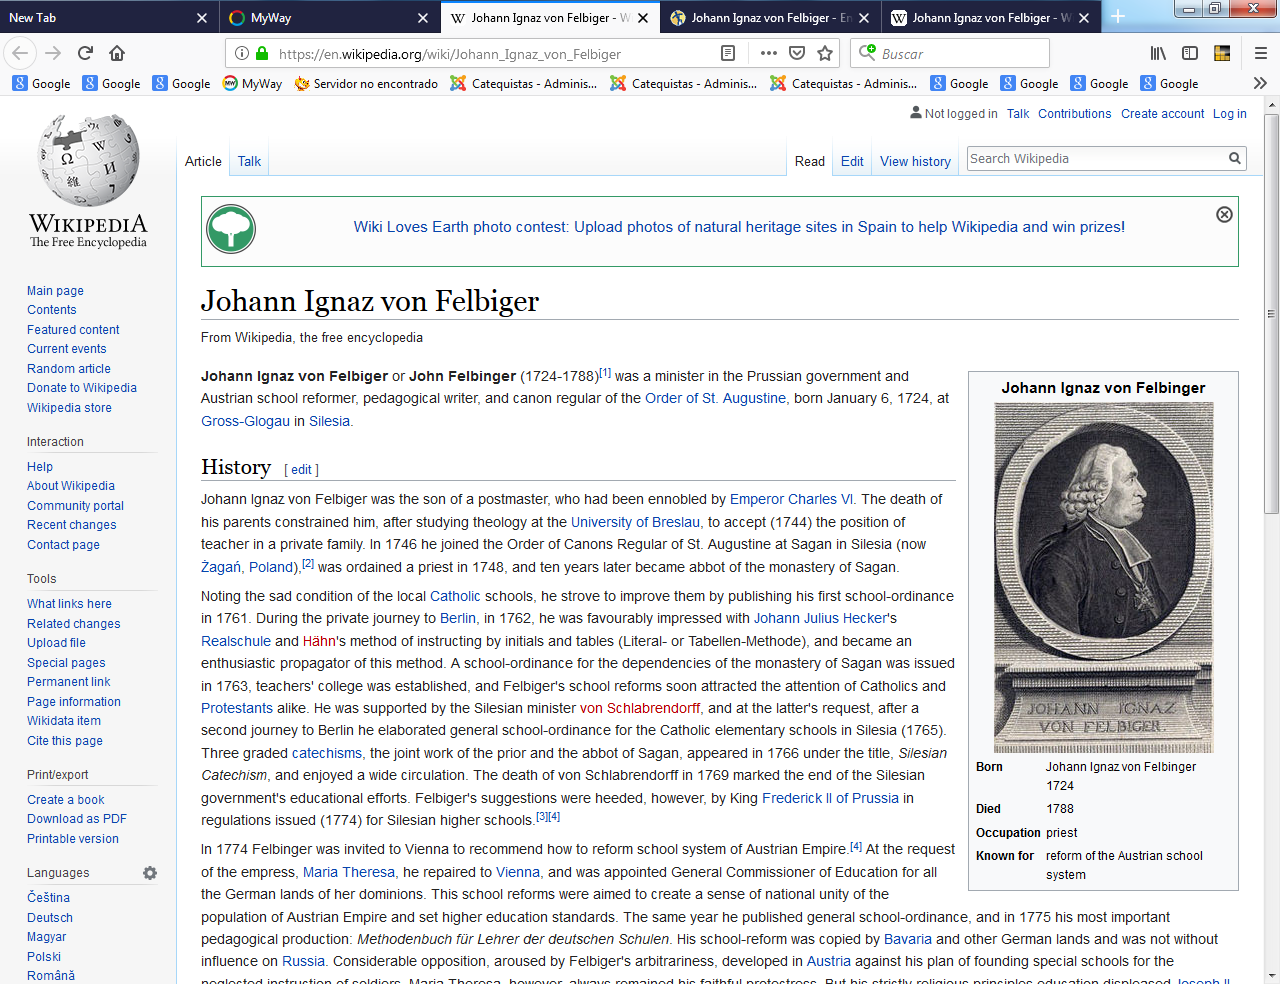 New Tab
MyWay
Johann Ignaz von Felbiger - W
Johann Ignaz von Felbiger - En
Johann Ignaz von Felbiger - W
https://en.wikipedia.org/wiki/Johann_Ignaz_von_Felbiger
Buscar
Google
Google
Google
MyWay
Servidor no encontrado
Catequistas - Adminis...
Catequistas - Adminis...
Catequistas - Adminis...
Google
Google
Google
Google
Not logged in Talk Contributions Create account Log in
Article Talk
Read Edit View history
Search Wikipedia
WIKIPEDIA
The Free Encyclopedia
Main page
Contents
Featured content
Current events
Random article
Donate to Wikipedia
Wikipedia store
Interaction
Help
About Wikipedia
Community portal
Recent changes
Contact page
Tools
What links here
Related changes
Upload file
Special pages
Permanent link
Page information
Wikidata item
Cite this page
Print/export
Create a book
Download as PDF
Printable version
Languages
Čeština
Deutsch
Magyar
Polski
Română
Wiki Loves Earth photo contest: Upload photos of natural heritage sites in Spain to help Wikipedia and win prizes!
Johann Ignaz von Felbiger
From Wikipedia, the free encyclopedia
Johann Ignaz von Felbiger or John Felbinger (1724-1788)[1] was a minister in the Prussian government and
Austrian school reformer, pedagogical writer, and canon regular of the Order of St. Augustine, born January 6, 1724, at
Gross-Glogau in Silesia.
History [ edit ]
Johann Ignaz von Felbiger was the son of a postmaster, who had been ennobled by Emperor Charles VI. The death of
his parents constrained him, after studying theology at the University of Breslau, to accept (1744) the position of
teacher in a private family. In 1746 he joined the Order of Canons Regular of St. Augustine at Sagan in Silesia (now
Żagań, Poland),[2] was ordained a priest in 1748, and ten years later became abbot of the monastery of Sagan.
Noting the sad condition of the local Catholic schools, he strove to improve them by publishing his first school-ordinance
in 1761. During the private journey to Berlin, in 1762, he was favourably impressed with Johann Julius Hecker's
Realschule and Hähn's method of instructing by initials and tables (Literal- or Tabellen-Methode), and became an
enthusiastic propagator of this method. A school-ordinance for the dependencies of the monastery of Sagan was issued
in 1763, teachers' college was established, and Felbiger's school reforms soon attracted the attention of Catholics and
Protestants alike. He was supported by the Silesian minister von Schlabrendorff, and at the latter's request, after a
second journey to Berlin he elaborated general school-ordinance for the Catholic elementary schools in Silesia (1765).
Three graded catechisms, the joint work of the prior and the abbot of Sagan, appeared in 1766 under the title, Silesian
Catechism, and enjoyed a wide circulation. The death of von Schlabrendorff in 1769 marked the end of the Silesian
government's educational efforts. Felbiger's suggestions were heeded, however, by King Frederick II of Prussia in
regulations issued (1774) for Silesian higher schools.[3][4]
In 1774 Felbinger was invited to Vienna to recommend how to reform school system of Austrian Empire.[4] At the request
of the empress, Maria Theresa, he repaired to Vienna, and was appointed General Commissioner of Education for all
the German lands of her dominions. This school reforms were aimed to create a sense of national unity of the
population of Austrian Empire and set higher education standards. The same year he published general school-ordinance, and in 1775 his most important
pedagogical production: Methodenbuch für Lehrer der deutschen Schulen. His school-reform was copied by Bavaria and other German lands and was not without
influence on Russia. Considerable opposition, aroused by Felbiger's arbitrariness, developed in Austria against his plan of founding special schools for the
neglected instruction of soldiers. Maria Theresa, however, always remained his faithful protectress. But his strictly religious principles education displeased Joseph II
Johann Ignaz von Felbinger
JOHANN IGNAZ
VON FELBIGER.
Born Johann Ignaz von Felbinger
1724
Died 1788
Occupation priest
Known for reform of the Austrian school
system